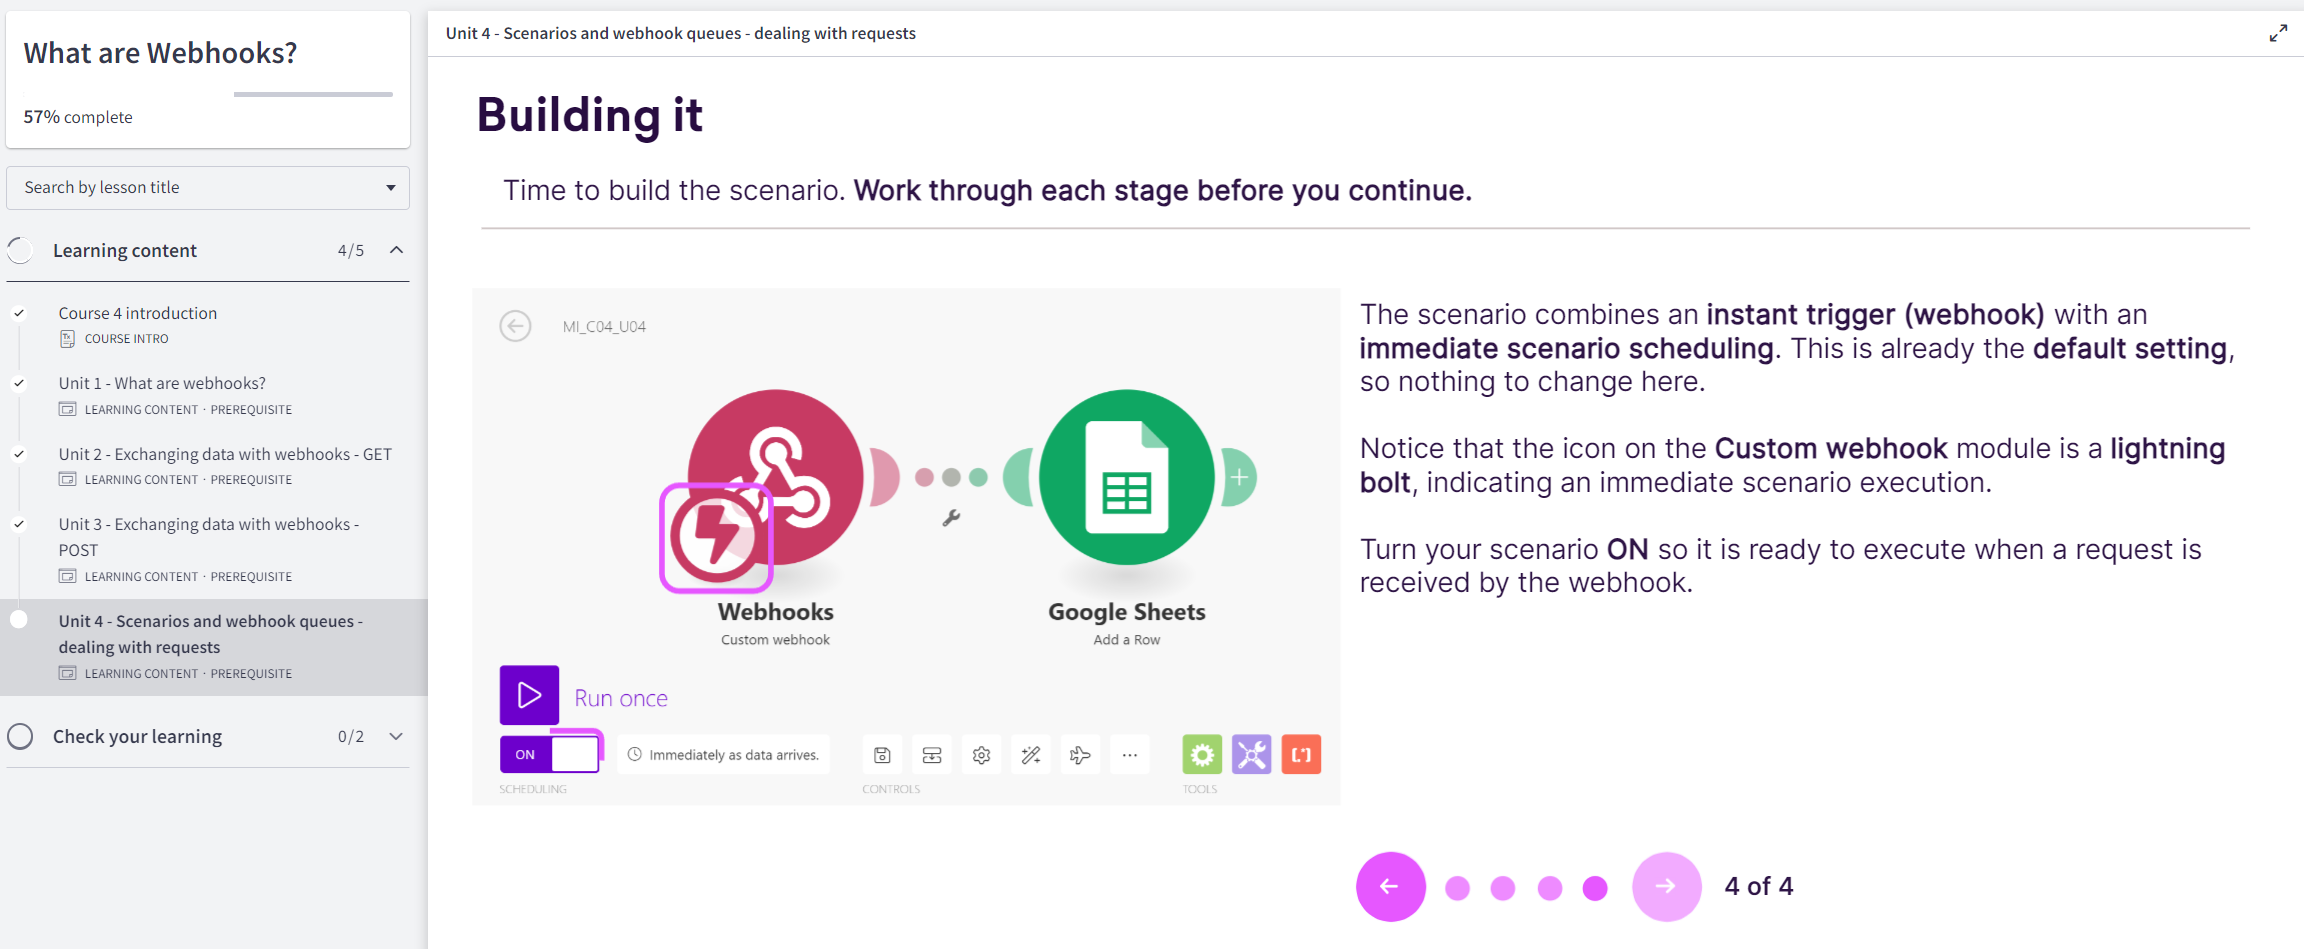 What are Webhooks?
57% complete
Search by lesson title
Learning content 4/5
Course 4 introduction
COURSE INTRO
Unit 1 - What are webhooks?
LEARNING CONTENT · PREREQUISITE
Unit 2 - Exchanging data with webhooks - GET
LEARNING CONTENT · PREREQUISITE
Unit 3 - Exchanging data with webhooks -
POST
LEARNING CONTENT · PREREQUISITE
Unit 4 - Scenarios and webhook queues -
dealing with requests
LEARNING CONTENT · PREREQUISITE
Check your learning 0/2
Unit 4 - Scenarios and webhook queues - dealing with requests
Building it
Time to build the scenario. Work through each stage before you continue.
MI_C04_U04
Webhooks
Custom webhook
Google Sheets
Add a Row
Run once
ON
Immediately as data arrives.
SCHEDULING
CONTROLS
TOOLS
The scenario combines an instant trigger (webhook) with an
immediate scenario scheduling. This is already the default setting,
so nothing to change here.
Notice that the icon on the Custom webhook module is a lightning
bolt, indicating an immediate scenario execution.
Turn your scenario ON so it is ready to execute when a request is
received by the webhook.
4 of 4